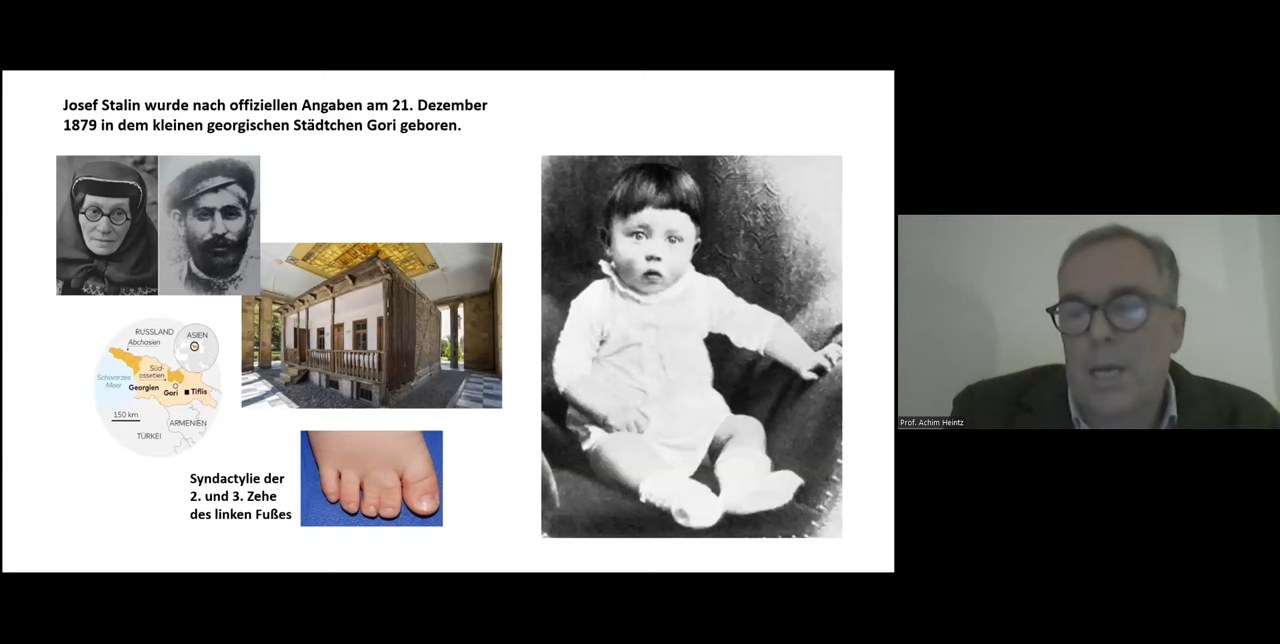 Josef Stalin wurde nach offiziellen Angaben am 21. Dezember
1879 in dem kleinen georgischen Städtchen Gori geboren.
RUSSLAND
Abchasien
ASIEN
Schwarzes
Meer
Süd-
ossetien
Georgien
Gori
Tiflis
150 km
ARMENIEN
TÜRKEI
Syndactylie der
2. und 3. Zehe
des linken Fußes
Prof. Achim Heintz